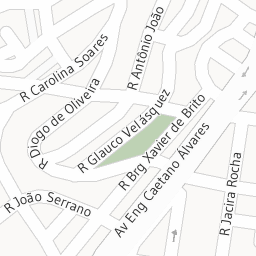 R Carolina Soares
R Antônio João
R Diogo de Oliveira
R Glauco Velásquez
R Brg Xavier de Brito
Av Eng Caetano Álvares
R João Serrano
R Jacira Rocha